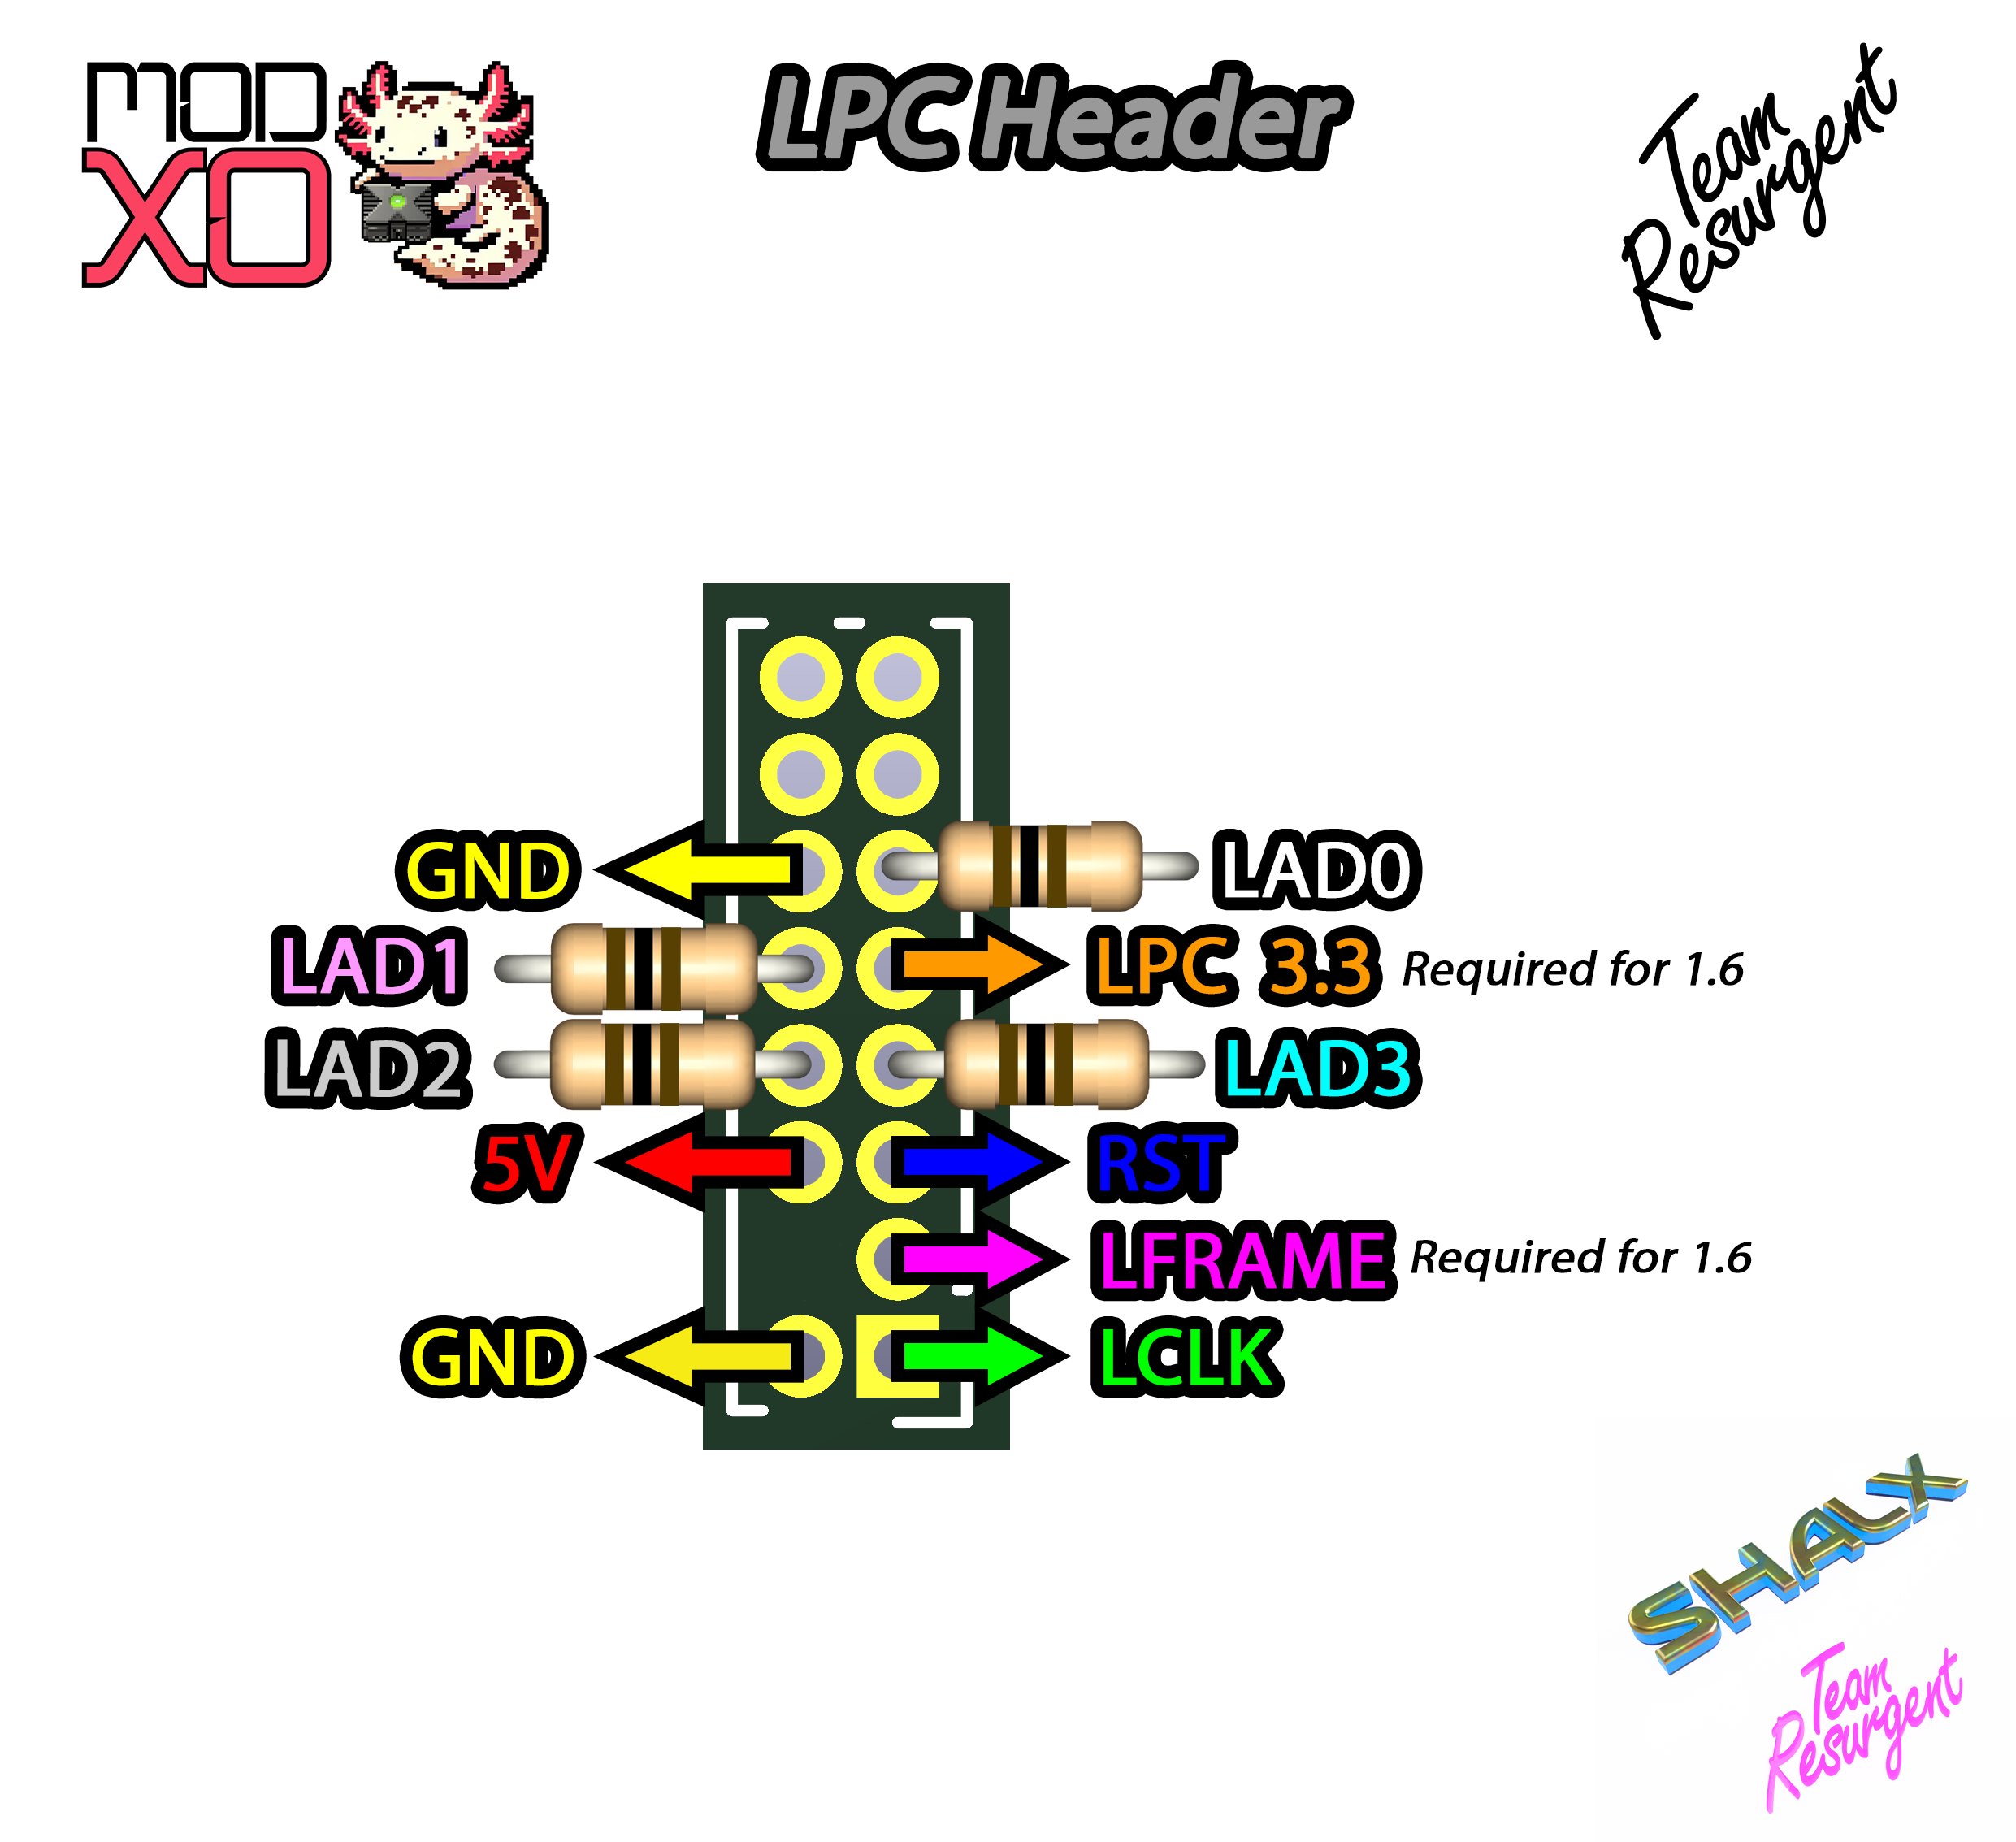 MOD
XO
LPC Header
Team
Resurgent
GND
LAD0
LAD1
LPC 3.3 Required for 1.6
LAD2
LAD3
5V
RST
LFRAME Required for 1.6
GND
LCLK
SHALX
Team
Resurgent